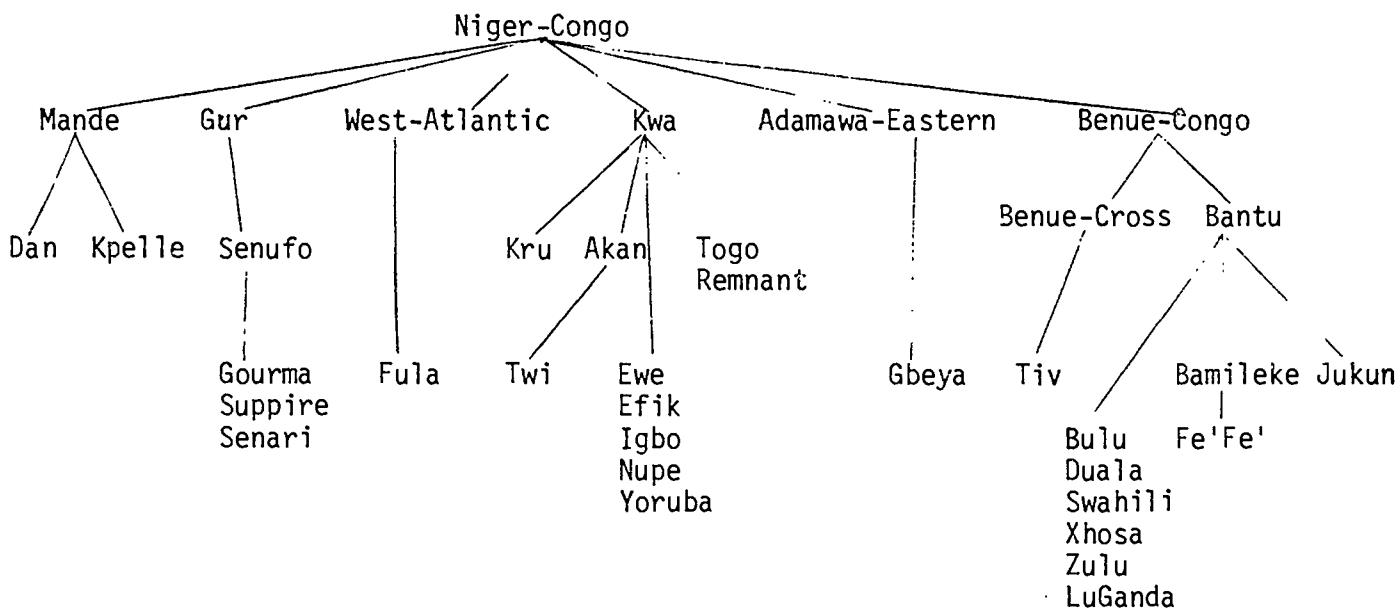 Niger-Congo
Mande Gur West-Atlantic Kwa Adamawa-Eastern Benue-Congo
Benue-Cross Bantu
Dan Kpelle Senufo Kru Akan Togo
Remnant
Gourma Fula Twi Ewe Gbeya Tiv Bamileke Jukun
Suppire Efik
Senari Igbo Bulu Fe'Fe'
Nupe Duala
Yoruba Swahili
Xhosa
Zulu
LuGanda